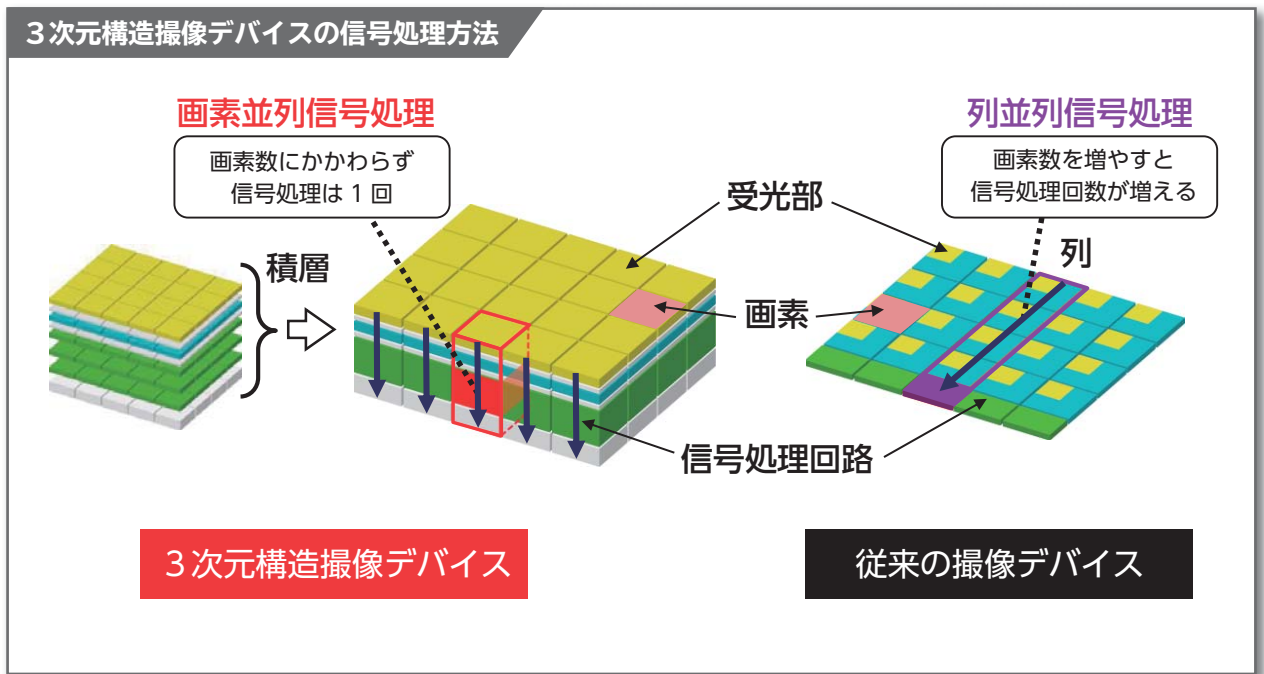 ３次元構造撮像デバイスの信号処理方法
画素並列信号処理
画素数にかかわらず
信号処理は 1 回
列並列信号処理
画素数を増やすと
信号処理回数が増える
受光部
積層
列
画素
信号処理回路
３次元構造撮像デバイス
従来の撮像デバイス